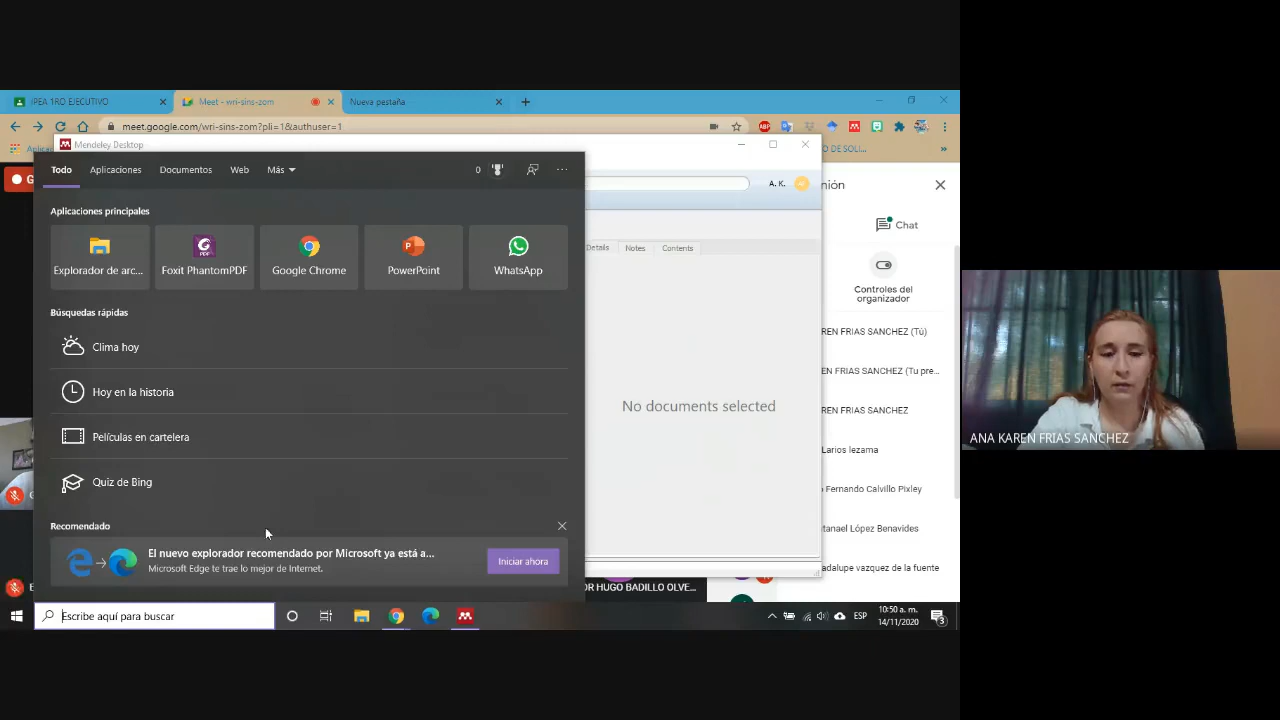 IPEA 1RO EJECUTIVO
Meet - wri-sins-zom
Nueva pestaña
meet.google.com/wri-sins-zom?pli=1&authuser=1
ABP
Mendeley Desktop
DO DE SOLI...
Todo
Aplicaciones
Documentos
Web
Más
0
A. K.
nión
Aplicaciones principales
Chat
Details
Notes
Contents
Explorador de arc...
Foxit PhantomPDF
Google Chrome
PowerPoint
WhatsApp
Controles del
organizador
Búsquedas rápidas
Clima hoy
REN FRIAS SANCHEZ (Tú)
EN FRIAS SANCHEZ (Tu pre...
Hoy en la historia
No documents selected
REN FRIAS SANCHEZ
Películas en cartelera
Larios lezama
ANA KAREN FRIAS SANCHEZ
Quiz de Bing
o Fernando Calvillo Pixley
Recomendado
tanael López Benavides
El nuevo explorador recomendado por Microsoft ya está a...
Microsoft Edge te trae lo mejor de Internet.
Iniciar ahora
adalupe vazquez de la fuente
OR HUGO BADILLO OLVE...
Escribe aquí para buscar
ESP
10:50 a. m.
14/11/2020
3